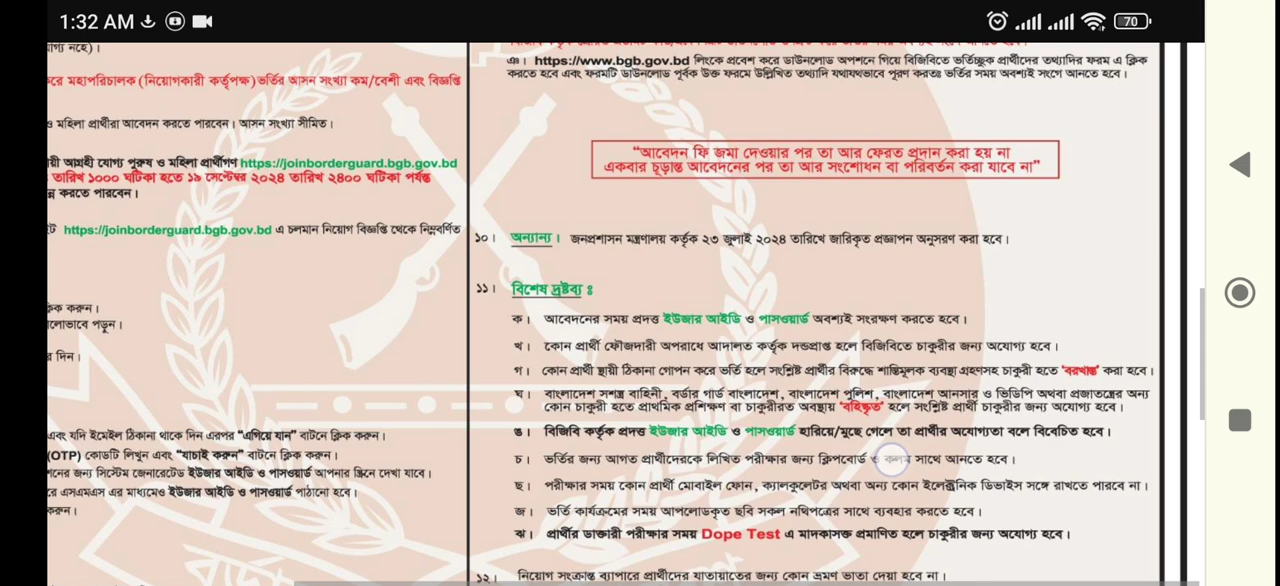 1:32 AM
70
াগ্য নহে)।
করে মহাপরিচালক (নিয়োগকারী কর্তৃপক্ষ) ভর্তির আসন সংখ্যা কম/বেশী এবং বিজ্ঞপ্তি
ও মহিলা প্রার্থীরা আবেদন করতে পারবেন। আসন সংখ্যা সীমিত।
য়ী আগ্রহী যোগ্য পুরুষ ও মহিলা প্রার্থীগণ https://joinborderguard.bgb.gov.bd
তারিখ ১০০০ ঘটিকা হতে ১৯ সেপ্টেম্বর ২০২৪ তারিখ ২৪০০ ঘটিকা পর্যন্ত
ন্ন করতে পারবেন।
ইট https://joinborderguard.bgb.gov.bd এ চলমান নিয়োগ বিজ্ঞপ্তি থেকে নিম্নবর্ণিত
ক্লিক করুন।
ালোভাবে পড়ুন।
র দিন।
এবং যদি ইমেইল ঠিকানা থাকে দিন এরপর “এগিয়ে যান” বাটনে ক্লিক করুন।
(OTP) কোডটি লিখুন এবং “যাচাই করুন” বাটনে ক্লিক করুন।
শনের জন্য সিস্টেম জেনারেটেড ইউজার আইডি ও পাসওয়ার্ড আপনার স্ক্রিনে দেখা যাবে।
রে এসএমএস এর মাধ্যমেও ইউজার আইডি ও পাসওয়ার্ড পাঠানো হবে।
করুন।
ঞ। https://www.bgb.gov.bd লিংকে প্রবেশ করে ডাউনলোড অপশনে গিয়ে বিজিবিতে ভর্তিচ্ছুক প্রার্থীদের তথ্যাদির ফরম এ ক্লিক
করতে হবে এবং ফরমটি ডাউনলোড পূর্বক উক্ত ফরমে উল্লিখিত তথ্যাদি যথাযথভাবে পূরণ করতঃ ভর্তির সময় অবশ্যই সংগে আনতে হবে।
“আবেদন ফি জমা দেওয়ার পর তা আর ফেরত প্রদান করা হয় না
একবার চূড়ান্ত আবেদনের পর তা আর সংশোধন বা পরিবর্তন করা যাবে না”
১০। অন্যান্য। জনপ্রশাসন মন্ত্রণালয় কর্তৃক ২৩ জুলাই ২০২৪ তারিখে জারিকৃত প্রজ্ঞাপন অনুসরণ করা হবে।
১১। বিশেষ দ্রষ্টব্য ঃ
ক। আবেদনের সময় প্রদত্ত ইউজার আইডি ও পাসওয়ার্ড অবশ্যই সংরক্ষণ করতে হবে।
খ। কোন প্রার্থী ফৌজদারী অপরাধে আদালত কর্তৃক দন্ডপ্রাপ্ত হলে বিজিবিতে চাকুরীর জন্য অযোগ্য হবে।
গ। কোন প্রার্থী স্থায়ী ঠিকানা গোপন করে ভর্তি হলে সংশ্লিষ্ট প্রার্থীর বিরুদ্ধে শাস্তিমূলক ব্যবস্থা গ্রহণসহ চাকুরী হতে ‘বরখাস্ত’ করা হবে।
ঘ। বাংলাদেশ সশস্ত্র বাহিনী, বর্ডার গার্ড বাংলাদেশ, বাংলাদেশ পুলিশ, বাংলাদেশ আনসার ও ভিডিপি অথবা প্রজাতন্ত্রের অন্য
কোন চাকুরী হতে প্রাথমিক প্রশিক্ষণ বা চাকুরীরত অবস্থায় ‘বহিষ্কৃত’ হলে সংশ্লিষ্ট প্রার্থী চাকুরীর জন্য অযোগ্য হবে।
ঙ। বিজিবি কর্তৃক প্রদত্ত ইউজার আইডি ও পাসওয়ার্ড হারিয়ে/মুছে গেলে তা প্রার্থীর অযোগ্যতা বলে বিবেচিত হবে।
চ। ভর্তির জন্য আগত প্রার্থীদেরকে লিখিত পরীক্ষার জন্য ক্লিপবোর্ড ও কলম সাথে আনতে হবে।
ছ। পরীক্ষার সময় কোন প্রার্থী মোবাইল ফোন, ক্যালকুলেটর অথবা অন্য কোন ইলেক্ট্রনিক ডিভাইস সঙ্গে রাখতে পারবে না।
জ। ভর্তি কার্যক্রমের সময় আপলোডকৃত ছবি সকল নথিপত্রের সাথে ব্যবহার করতে হবে।
ঝ। প্রার্থীর ডাক্তারী পরীক্ষার সময় Dope Test এ মাদকাসক্ত প্রমাণিত হলে চাকুরীর জন্য অযোগ্য হবে।
১২। নিয়োগ সংক্রান্ত ব্যাপারে প্রার্থীদের যাতায়াতের জন্য কোন ভ্রমণ ভাতা দেয়া হবে না।